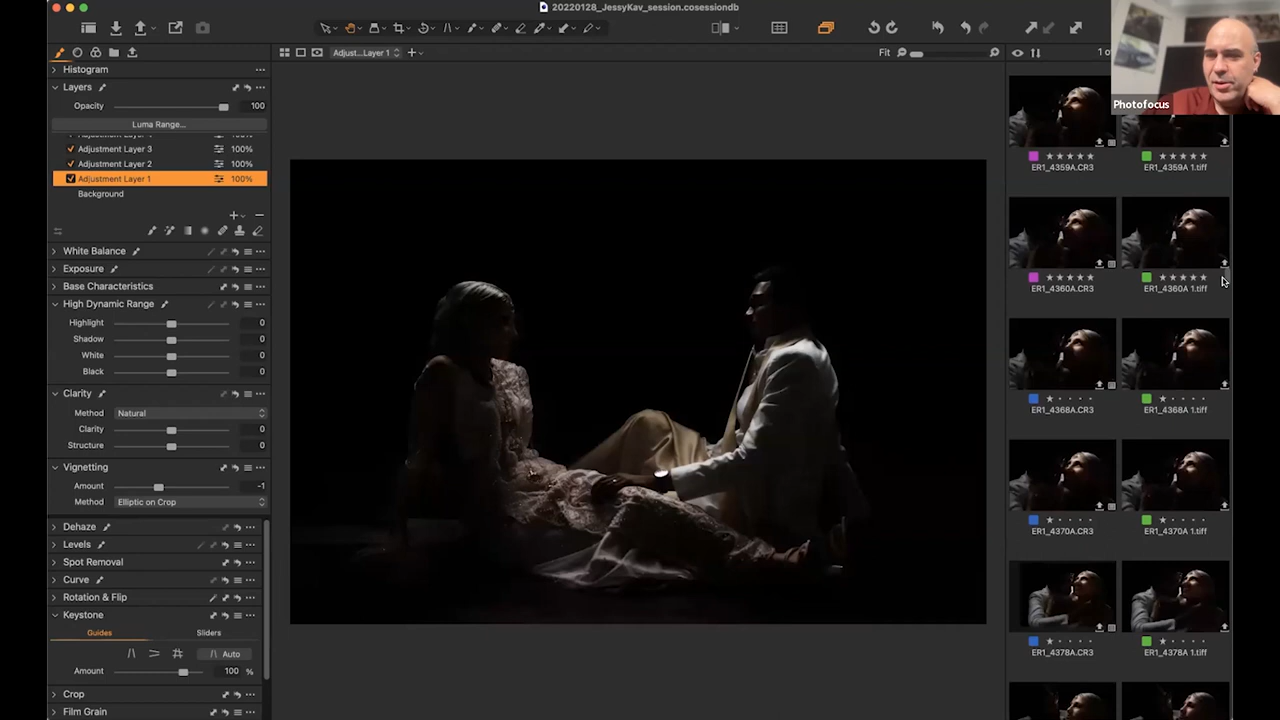 20220128_JessyKav_session.cosessiondb
Adjust...Layer 1
Fit
1 o
Photofocus
Histogram
Layers
Opacity 100
Luma Range...
Adjustment Layer 3 100%
Adjustment Layer 2 100%
Adjustment Layer 1 100%
Background
White Balance
Exposure
Base Characteristics
High Dynamic Range
Highlight 0
Shadow 0
White 0
Black 0
Clarity
Method Natural
Clarity 0
Structure 0
Vignetting
Amount -1
Method Elliptic on Crop
Dehaze
Levels
Spot Removal
Curve
Rotation & Flip
Keystone
Guides Sliders
Auto
Amount 100 %
Crop
Film Grain
ER1_4359A.CR3 ER1_4359A 1.tiff
ER1_4360A.CR3 ER1_4360A 1.tiff
ER1_4368A.CR3 ER1_4368A 1.tiff
ER1_4370A.CR3 ER1_4370A 1.tiff
ER1_4378A.CR3 ER1_4378A 1.tiff